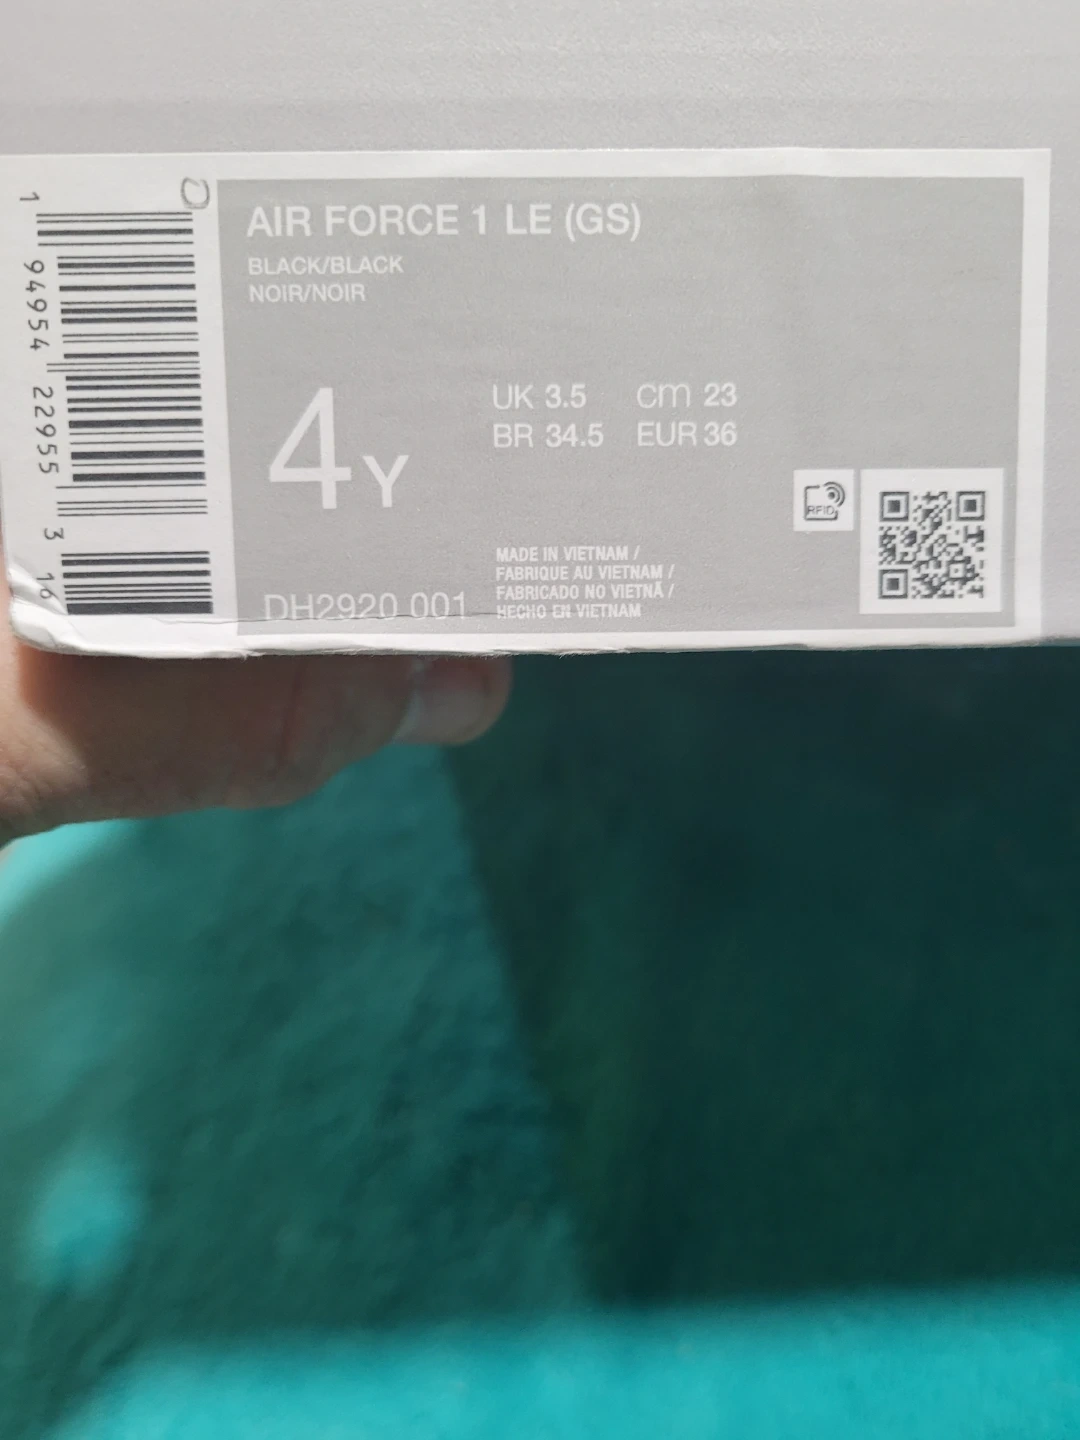 AIR FORCE 1 LE (GS)
BLACK/BLACK
NOIR/NOIR
4Y
UK 3.5 cm 23
BR 34.5 EUR 36
RFID
MADE IN VIETNAM /
FABRIQUE AU VIETNAM /
FABRICADO NO VIETNÃ /
HECHO EN VIETNAM
DH2920 001
1 94954 22955 3 16